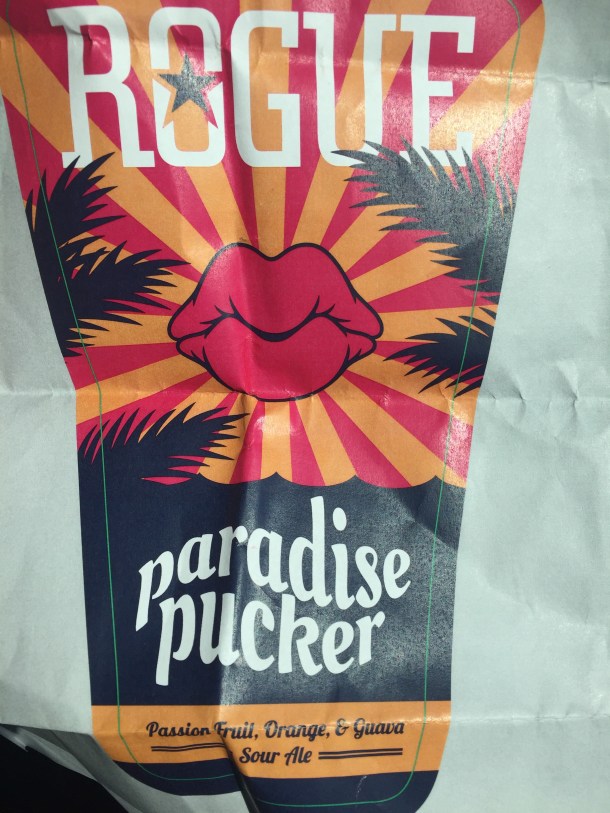 ROGUE
paradise
pucker
Passion Fruit, Orange, & Guava
Sour Ale